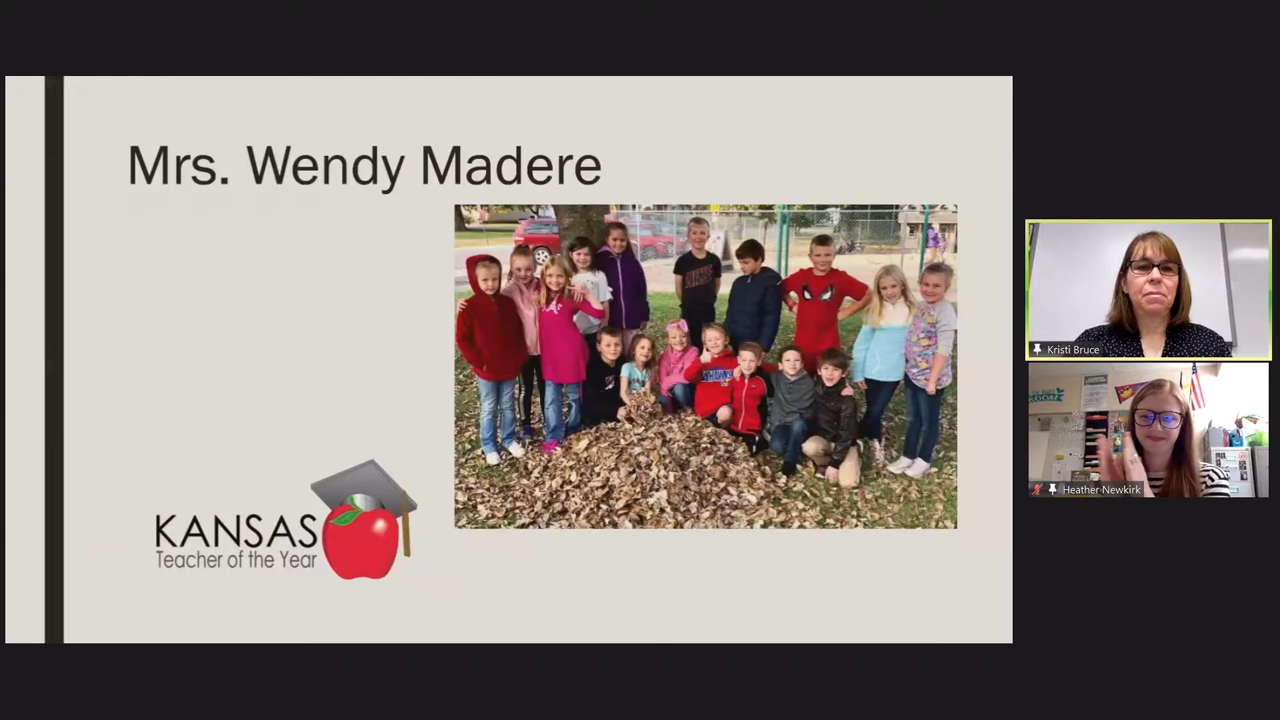 Mrs. Wendy Madere
KANSAS
Teacher of the Year
Kristi Bruce
Heather Newkirk